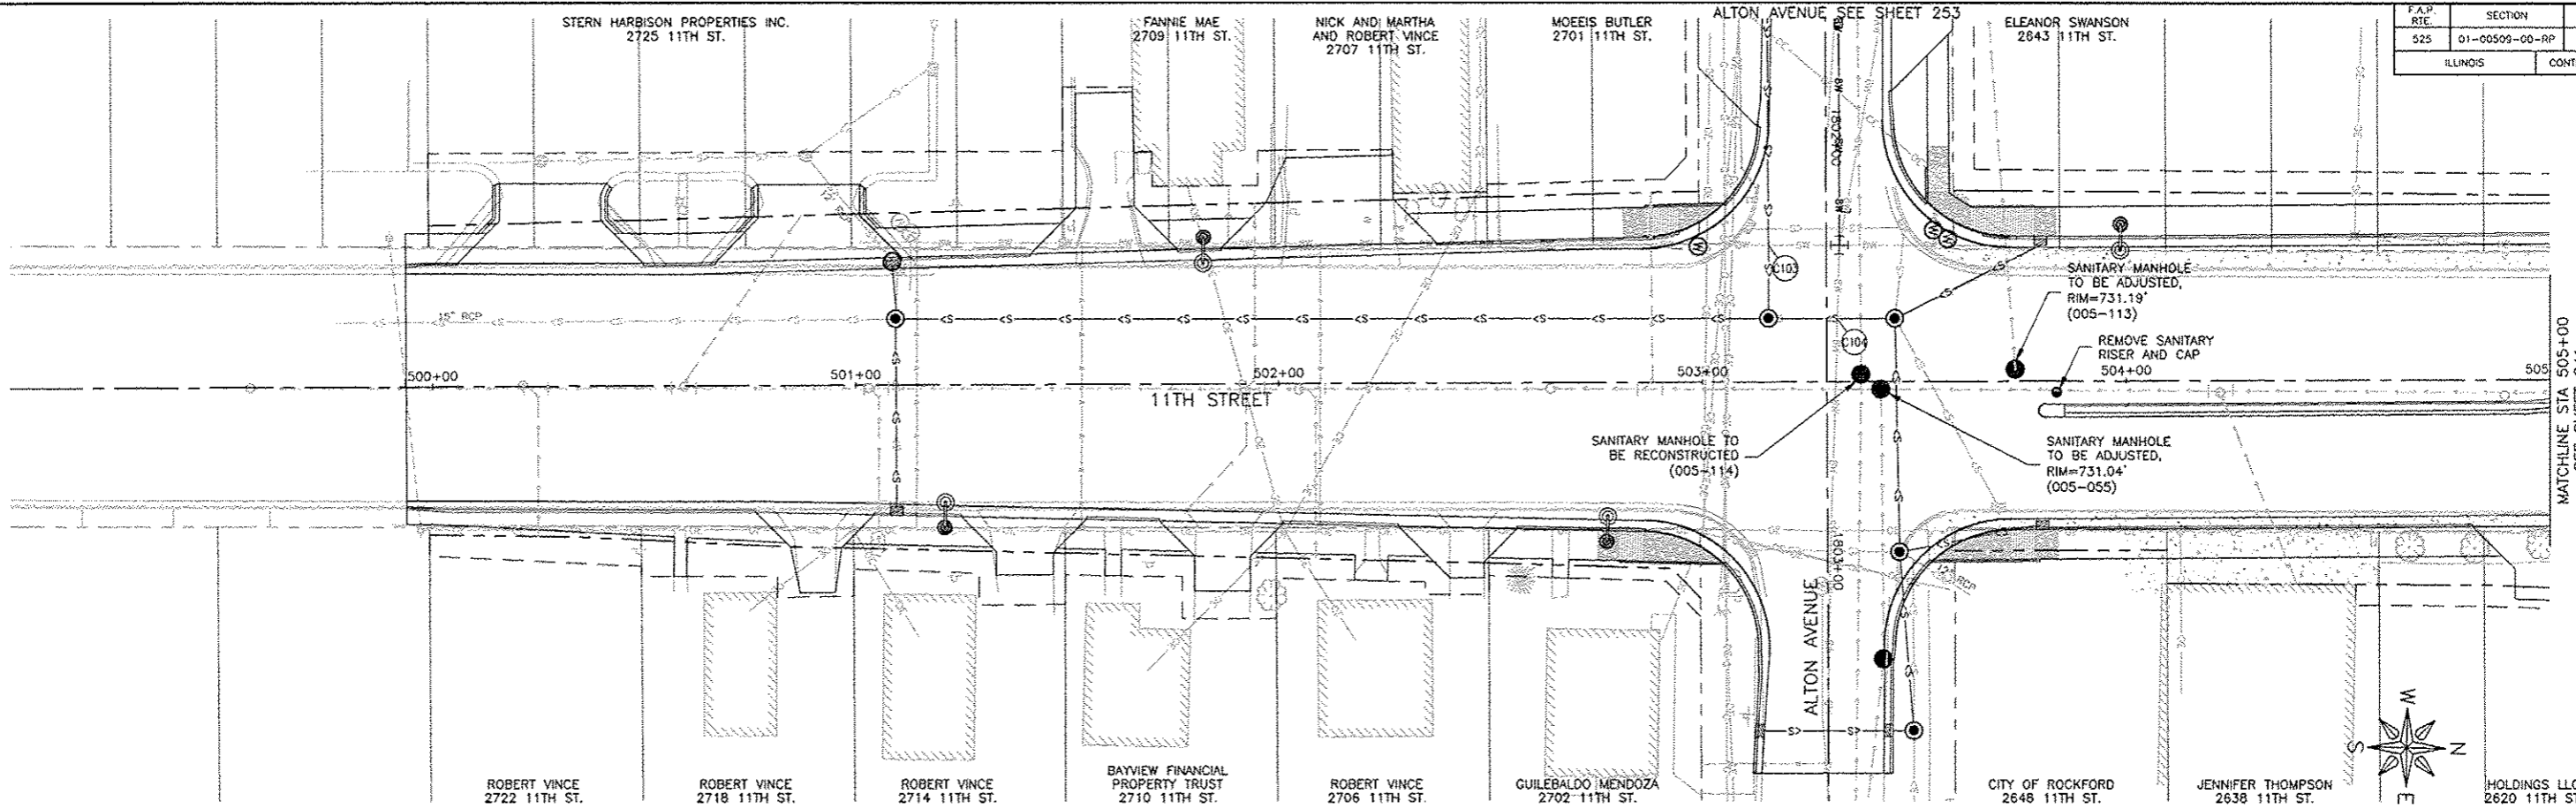 STERN HARBISON PROPERTIES INC.
2725 11TH ST.
FANNIE MAE
2709 11TH ST.
NICK AND MARTHA
AND ROBERT VINCE
2707 11TH ST.
MOEEIS BUTLER
2701 11TH ST.
ALTON AVENUE SEE SHEET 253
ELEANOR SWANSON
2643 11TH ST.
F.A.P.
RTE.
SECTION
525
01-00509-00-RP
ILLINOIS
CONT
15" RCP
C103
C104
SANITARY MANHOLE
TO BE ADJUSTED,
RIM=731.19'
(005-113)
REMOVE SANITARY
RISER AND CAP
500+00
501+00
502+00
503+00
504+00
505
11TH STREET
SANITARY MANHOLE TO
BE RECONSTRUCTED
(005-114)
SANITARY MANHOLE
TO BE ADJUSTED,
RIM=731.04'
(005-055)
MATCHLINE STA 505+00
1803+00
ALTON AVENUE
W
S
N
E
ROBERT VINCE
2722 11TH ST.
ROBERT VINCE
2718 11TH ST.
ROBERT VINCE
2714 11TH ST.
BAYVIEW FINANCIAL
PROPERTY TRUST
2710 11TH ST.
ROBERT VINCE
2706 11TH ST.
GUILEBALDO MENDOZA
2702 11TH ST.
CITY OF ROCKFORD
2648 11TH ST.
JENNIFER THOMPSON
2638 11TH ST.
HOLDINGS LLC
2620 11TH ST